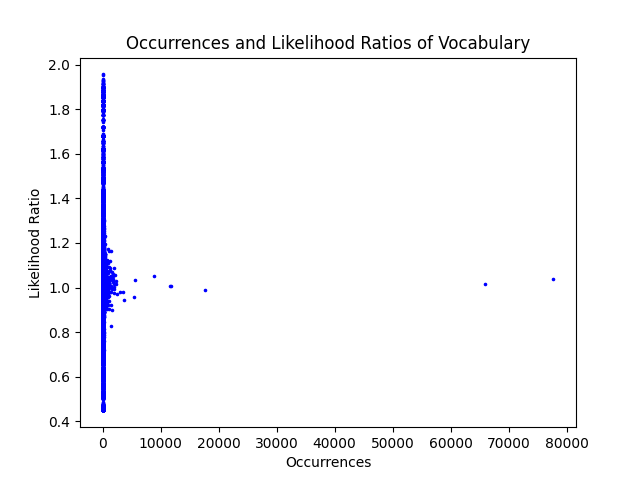 Occurrences and Likelihood Ratios of Vocabulary
2.0
1.8
1.6
1.4
1.2
1.0
0.8
0.6
0.4
Likelihood Ratio
0 10000 20000 30000 40000 50000 60000 70000 80000
Occurrences